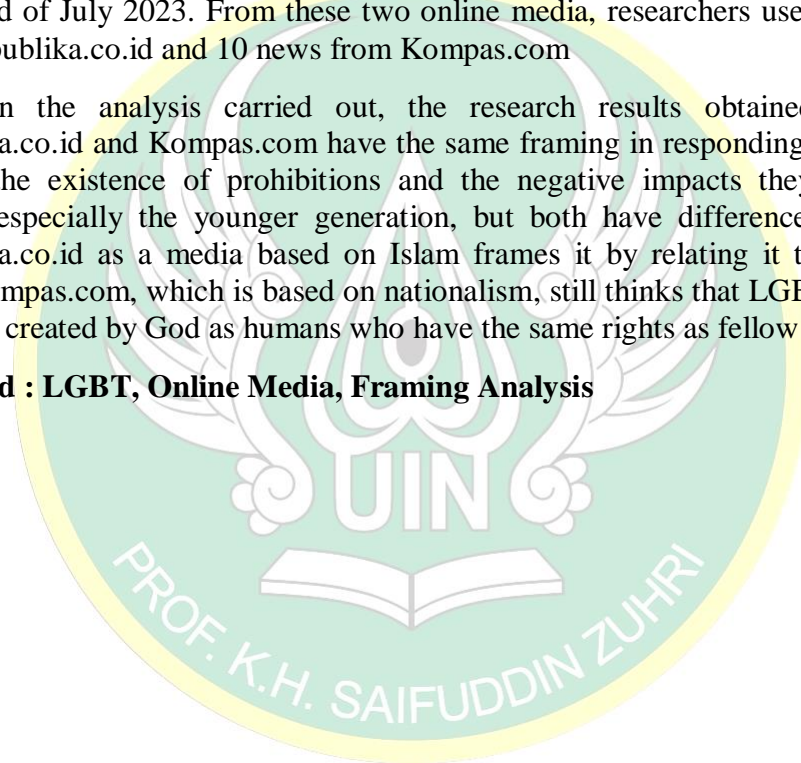 d of July 2023. From these two online media, researchers use
publika.co.id and 10 news from Kompas.com
n the analysis carried out, the research results obtained
a.co.id and Kompas.com have the same framing in responding
the existence of prohibitions and the negative impacts they
especially the younger generation, but both have difference
a.co.id as a media based on Islam frames it by relating it t
ompas.com, which is based on nationalism, still thinks that LGB
created by God as humans who have the same rights as fellow
d : LGBT, Online Media, Framing Analysis
UIN
PROF. K.H. SAIFUDDIN ZUHRI